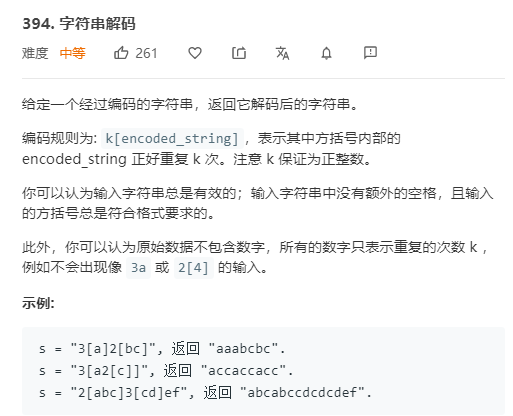 394. 字符串解码
难度 中等 261
给定一个经过编码的字符串，返回它解码后的字符串。
编码规则为: k[encoded_string]，表示其中方括号内部的
encoded_string 正好重复 k 次。注意 k 保证为正整数。
你可以认为输入字符串总是有效的；输入字符串中没有额外的空格，且输入
的方括号总是符合格式要求的。
此外，你可以认为原始数据不包含数字，所有的数字只表示重复的次数 k ，
例如不会出现像 3a 或 2[4] 的输入。
示例:
s = "3[a]2[bc]", 返回 "aaabcbc".
s = "3[a2[c]]", 返回 "accaccacc".
s = "2[abc]3[cd]ef", 返回 "abcabccdcdcdef".